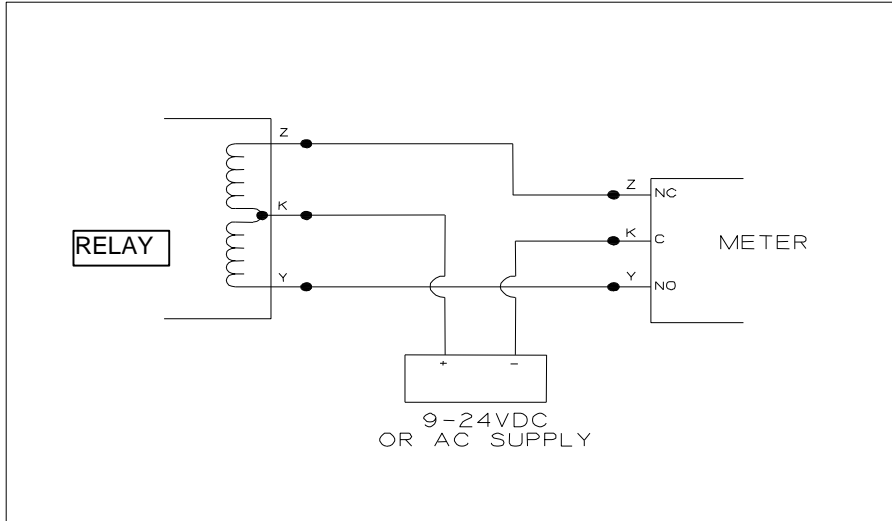 Z
K
Y
RELAY
Z NC
K C
Y NO
METER
+ -
9-24VDC
OR AC SUPPLY